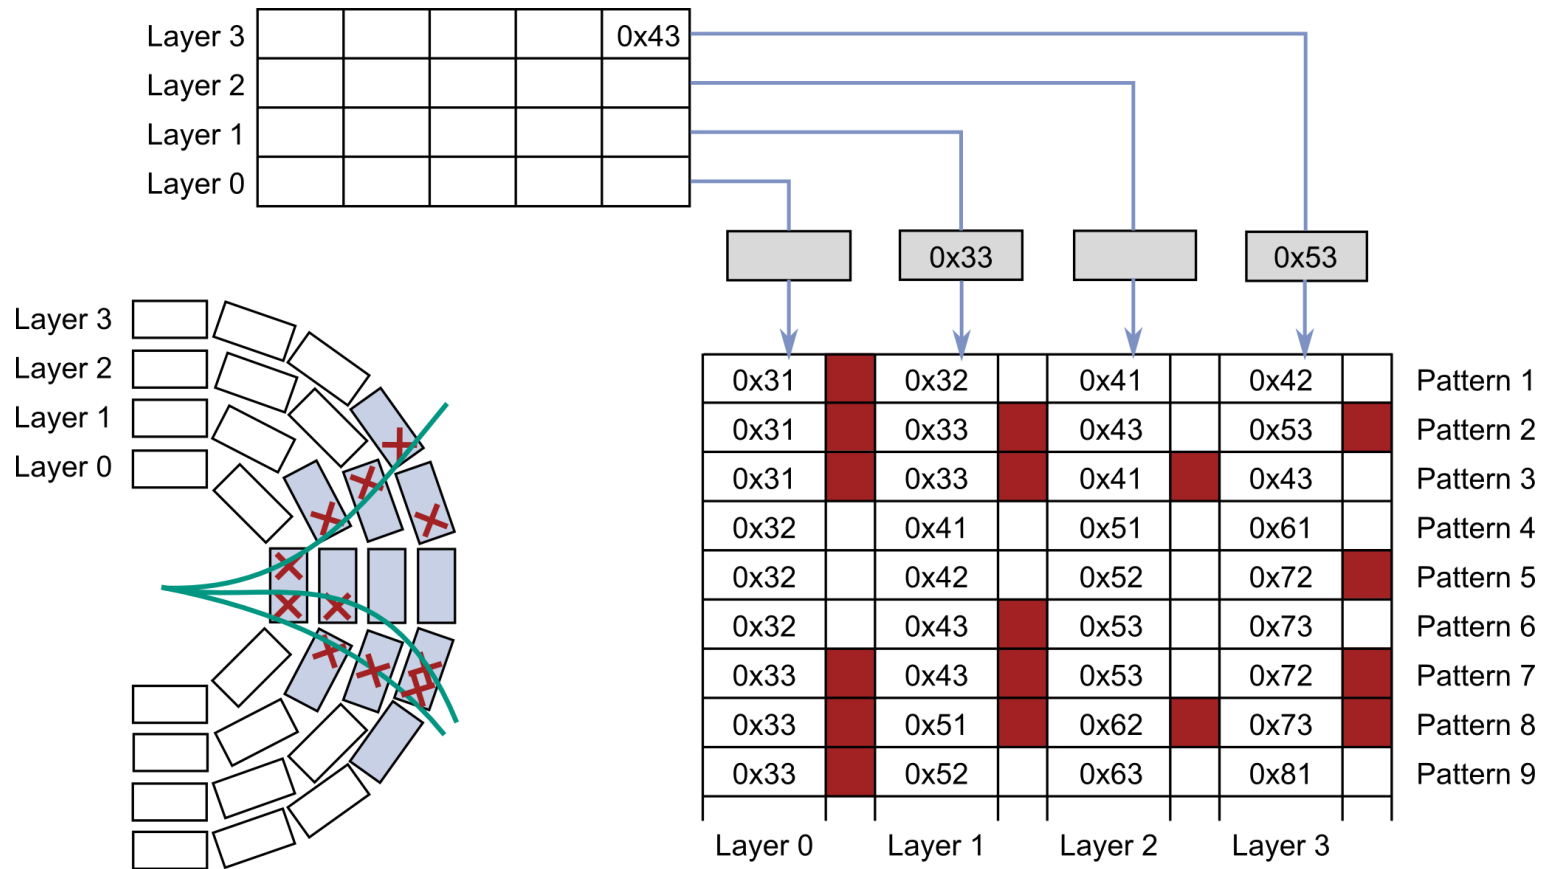 Layer 3 0x43
Layer 2
Layer 1
Layer 0
0x33 0x53
Layer 3
Layer 2
Layer 1
Layer 0
0x31 0x32 0x41 0x42 Pattern 1
0x31 0x33 0x43 0x53 Pattern 2
0x31 0x33 0x41 0x43 Pattern 3
0x32 0x41 0x51 0x61 Pattern 4
0x32 0x42 0x52 0x72 Pattern 5
0x32 0x43 0x53 0x73 Pattern 6
0x33 0x43 0x53 0x72 Pattern 7
0x33 0x51 0x62 0x73 Pattern 8
0x33 0x52 0x63 0x81 Pattern 9
Layer 0 Layer 1 Layer 2 Layer 3